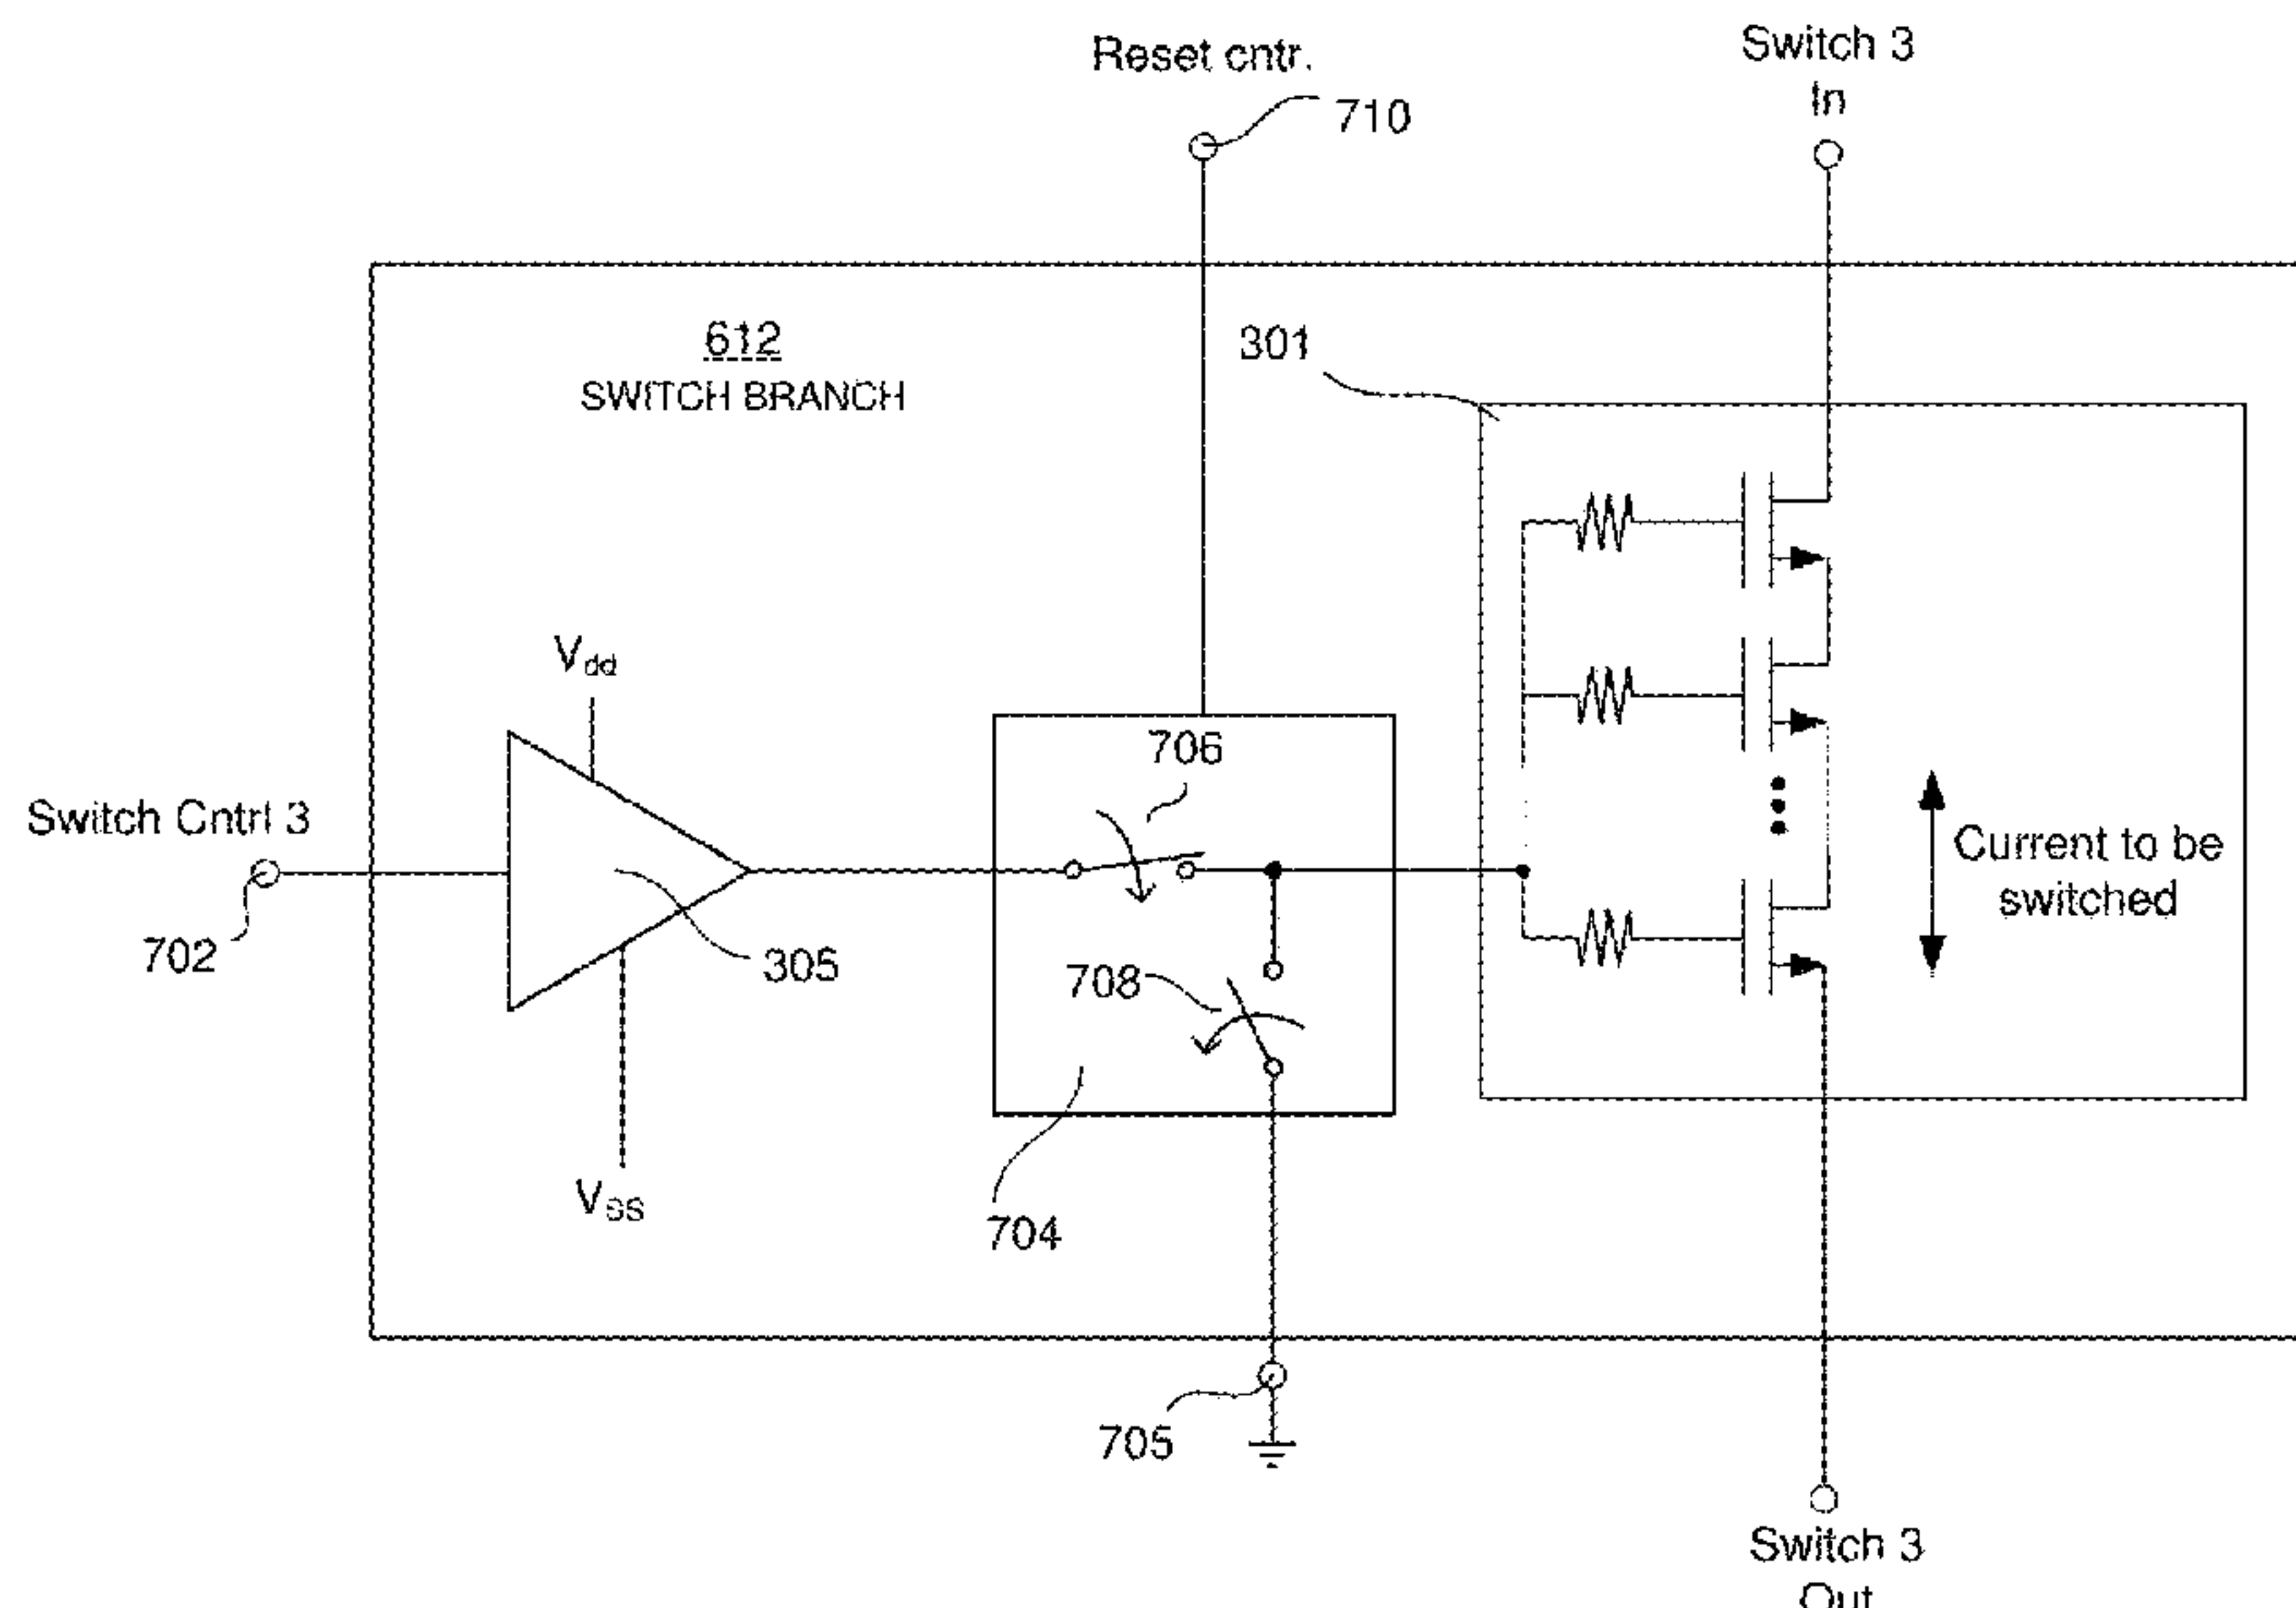 Reset cntr.
710
Switch 3
In
612
SWITCH BRANCH
301
Vdd
706
Switch Cntrl 3
702
305
708
Current to be
switched
Vss
704
705
Switch 3
Out